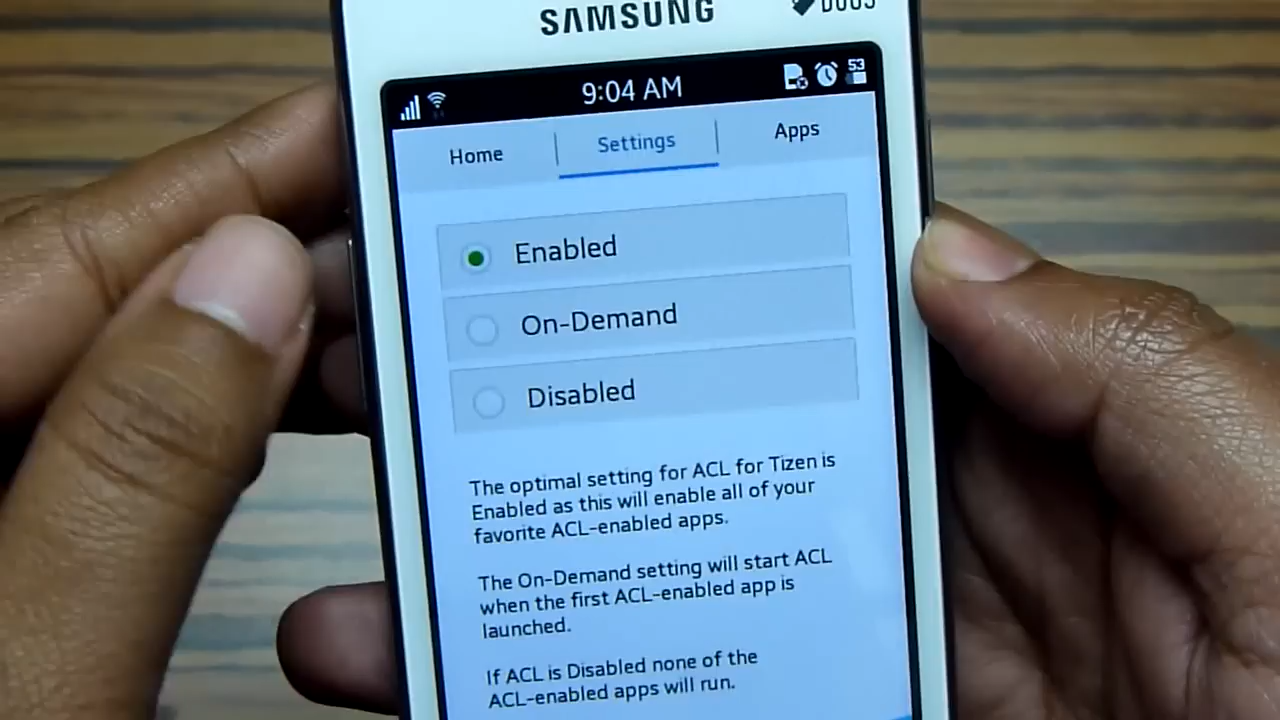 SAMSUNG DUOS
9:04 AM 53
Home Settings Apps
Enabled
On-Demand
Disabled
The optimal setting for ACL for Tizen is
Enabled as this will enable all of your
favorite ACL-enabled apps.
The On-Demand setting will start ACL
when the first ACL-enabled app is
launched.
If ACL is Disabled none of the
ACL-enabled apps will run.